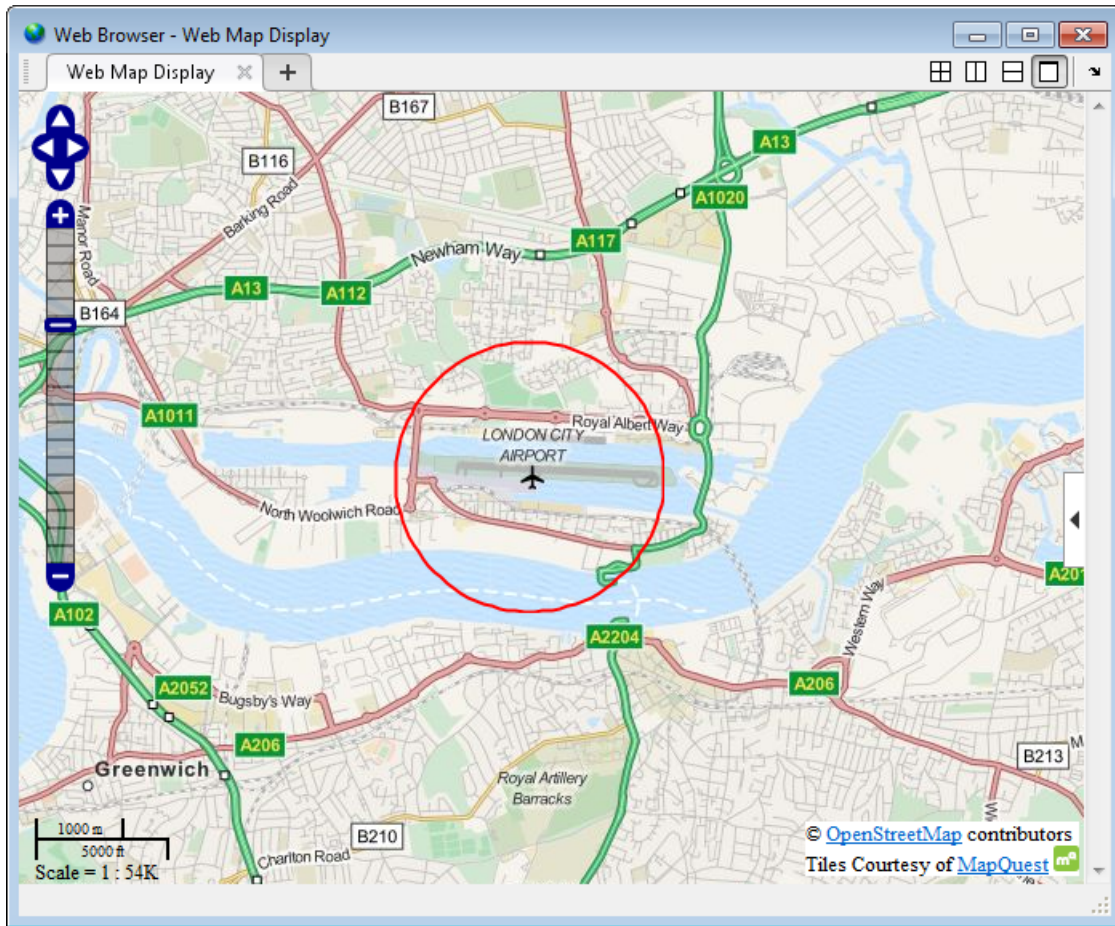 Web Browser - Web Map Display
Web Map Display
B167
A13
B116
A1020
Manor Road
Barking Road
A117
Newham Way
A13
A112
B164
A1011
Royal Albert Way
LONDON CITY
AIRPORT
North Woolwich Road
Western Way
A102
A2204
A2052
A206
Bugsby's Way
A206
B213
Greenwich
Royal Artillery
Barracks
1000 m
5000 ft
Scale = 1 : 54K
B210
Charlton Road
© OpenStreetMap contributors
Tiles Courtesy of MapQuest